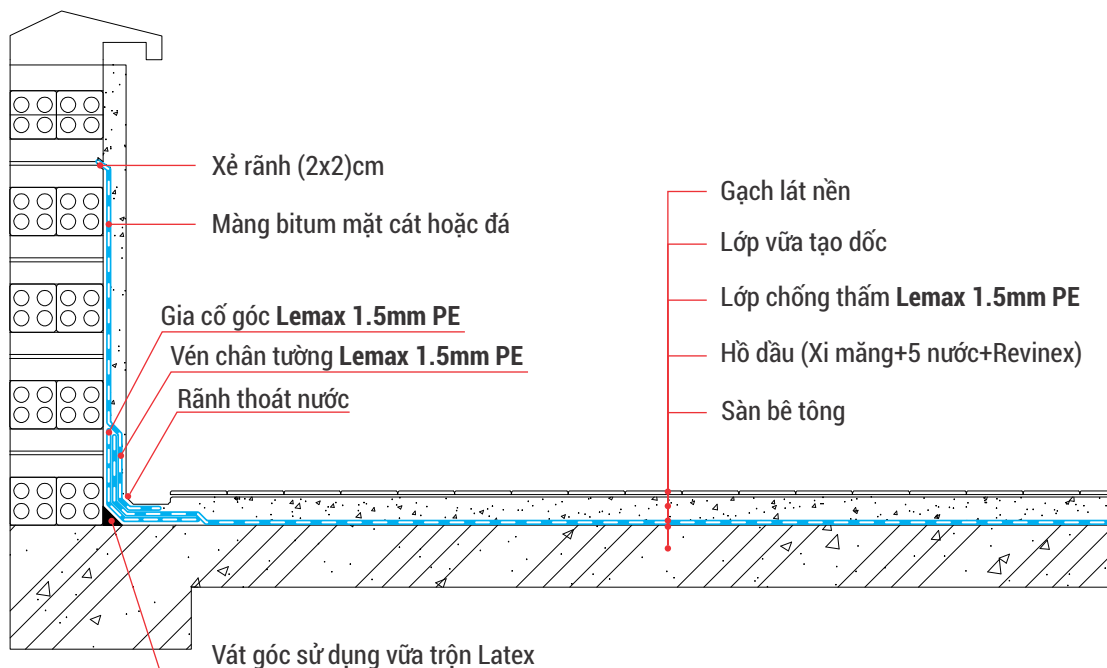 Xẻ rãnh (2x2)cm
Màng bitum mặt cát hoặc đá
Gia cố góc Lemax 1.5mm PE
Vén chân tường Lemax 1.5mm PE
Rãnh thoát nước
Gạch lát nền
Lớp vữa tạo dốc
Lớp chống thấm Lemax 1.5mm PE
Hồ dầu (Xi măng+5 nước+Revinex)
Sàn bê tông
Vát góc sử dụng vữa trộn Latex